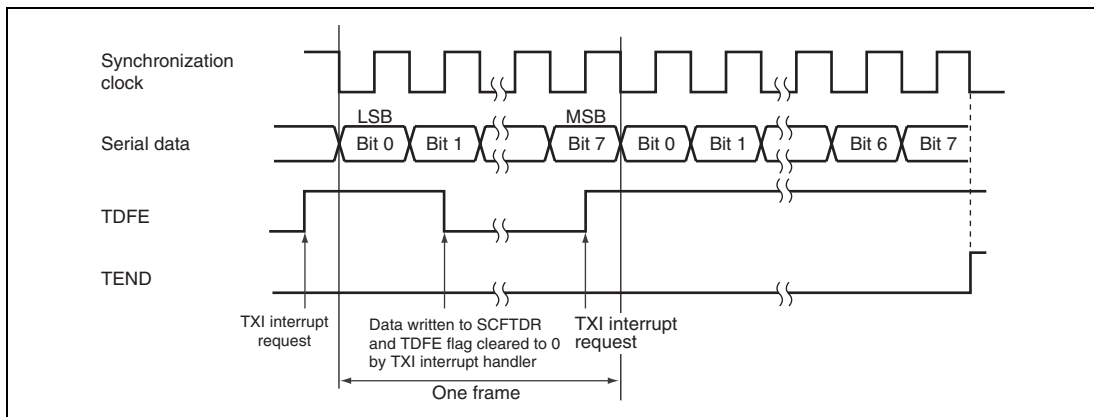 Synchronization
clock
LSB
MSB
Serial data
Bit 0
Bit 1
Bit 7
Bit 0
Bit 1
Bit 6
Bit 7
TDFE
TEND
TXI interrupt
request
Data written to SCFTDR
and TDFE flag cleared to 0
by TXI interrupt handler
TXI interrupt
request
One frame